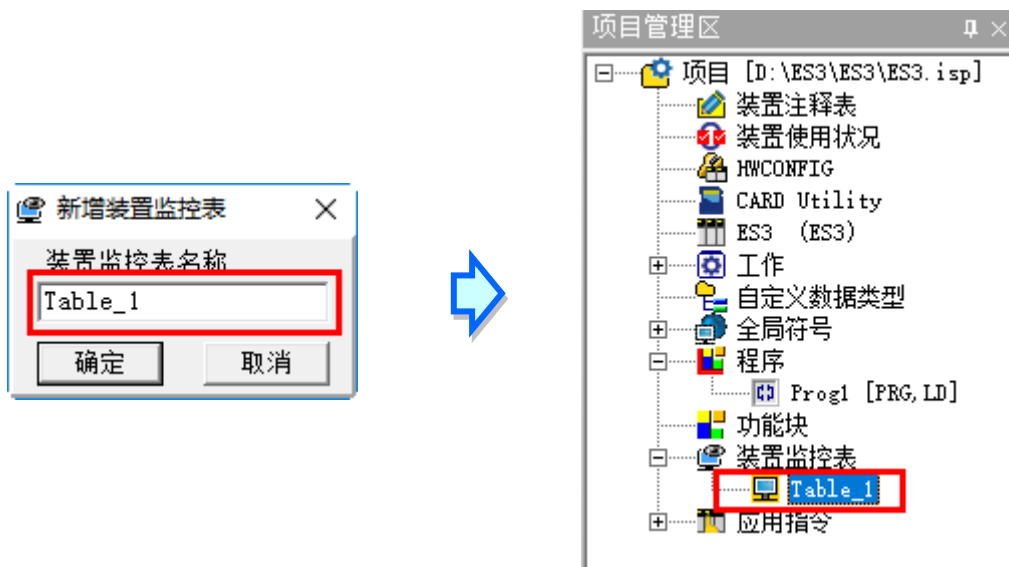 新增装置监控表
装置监控表名称
Table_1
确定
取消
项目管理区
项目 [D:\ES3\ES3\ES3.isp]
装置注释表
装置使用状况
HWCONFIG
CARD Utility
ES3 (ES3)
工作
自定义数据类型
全局符号
程序
Prog1 [PRG,LD]
功能块
装置监控表
Table_1
应用指令